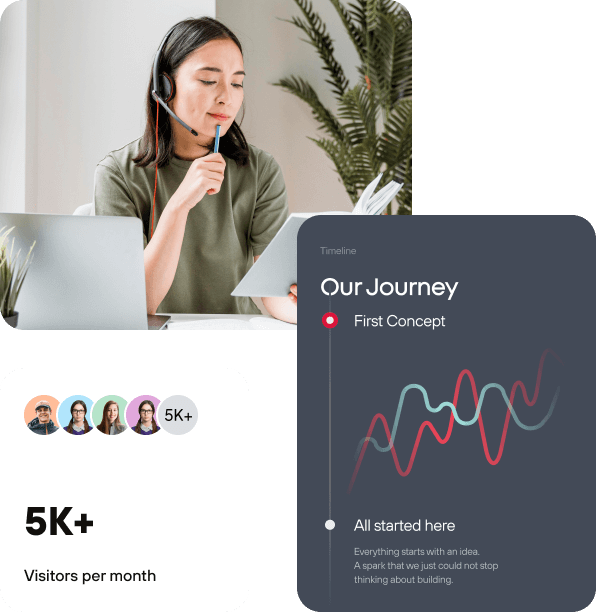 Timeline
Our Journey
First Concept
5K+
5K+
Visitors per month
All started here
Everything starts with an idea.
A spark that we just could not stop
thinking about building.